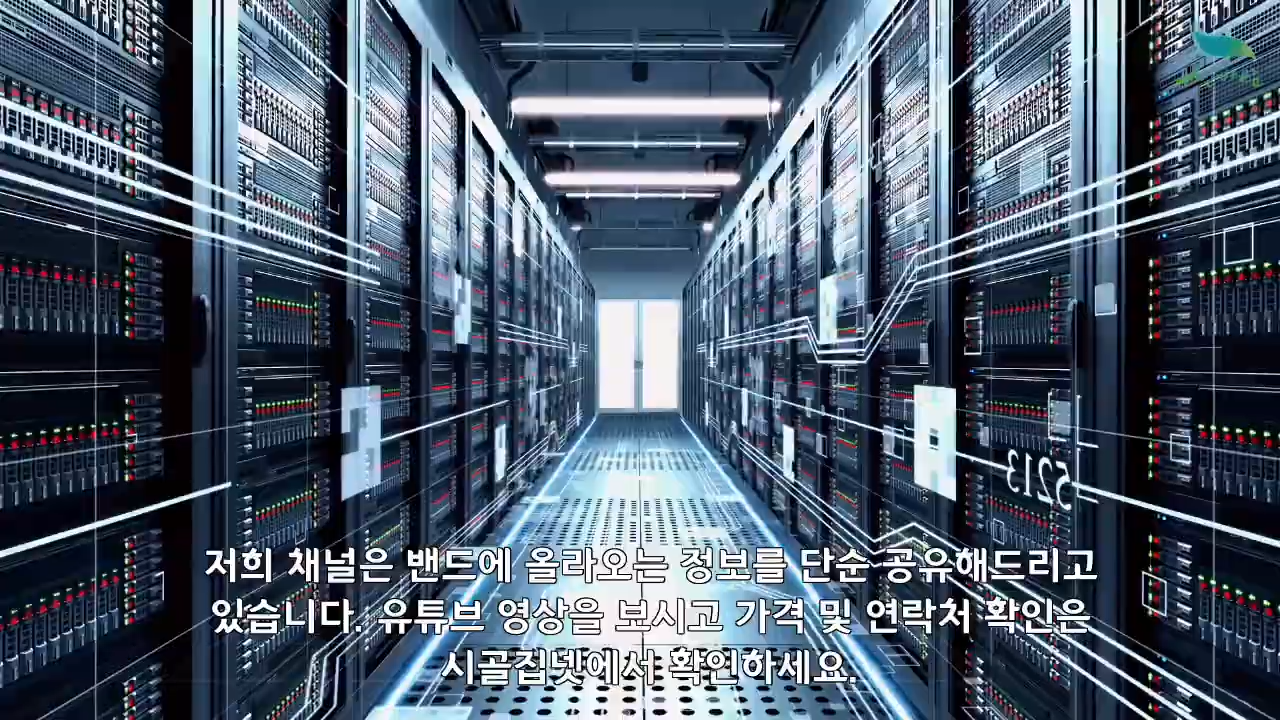 저희 채널은 밴드에 올라오는 정보를 단순 공유해드리고
있습니다. 유튜브 영상을 보시고 가격 및 연락처 확인은
시골집넷에서 확인하세요.
5213